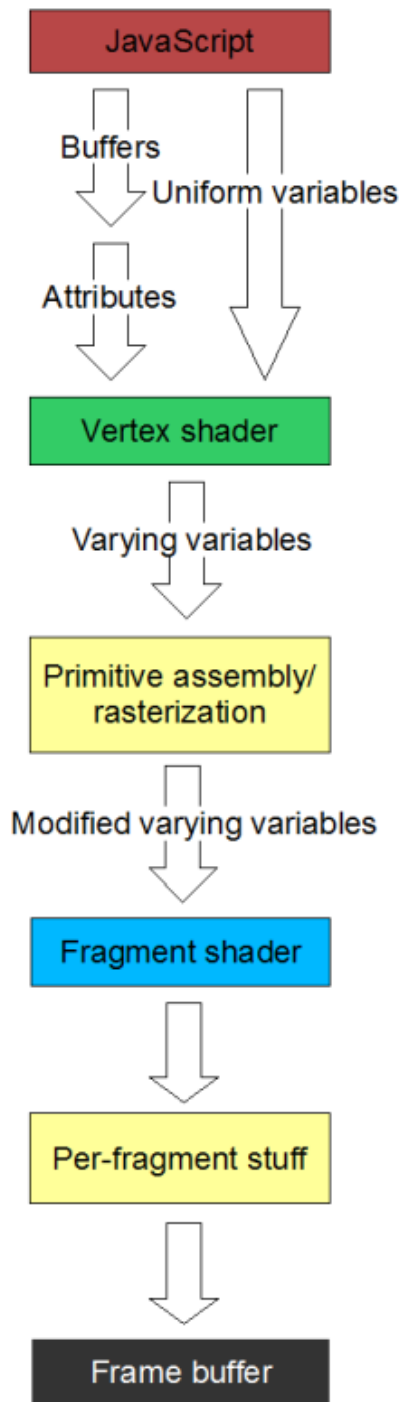 JavaScript
Buffers
Uniform variables
Attributes
Vertex shader
Varying variables
Primitive assembly/
rasterization
Modified varying variables
Fragment shader
Per-fragment stuff
Frame buffer